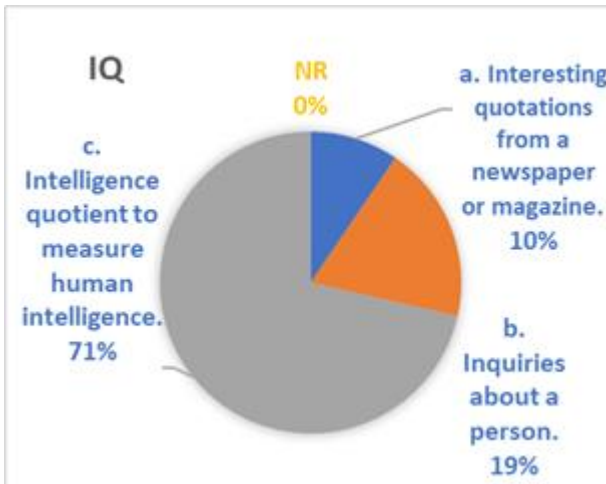 IQ
NR
0%
a. Interesting
quotations
from a
newspaper
or magazine.
10%
c.
Intelligence
quotient to
measure
human
intelligence.
71%
b.
Inquiries
about a
person.
19%